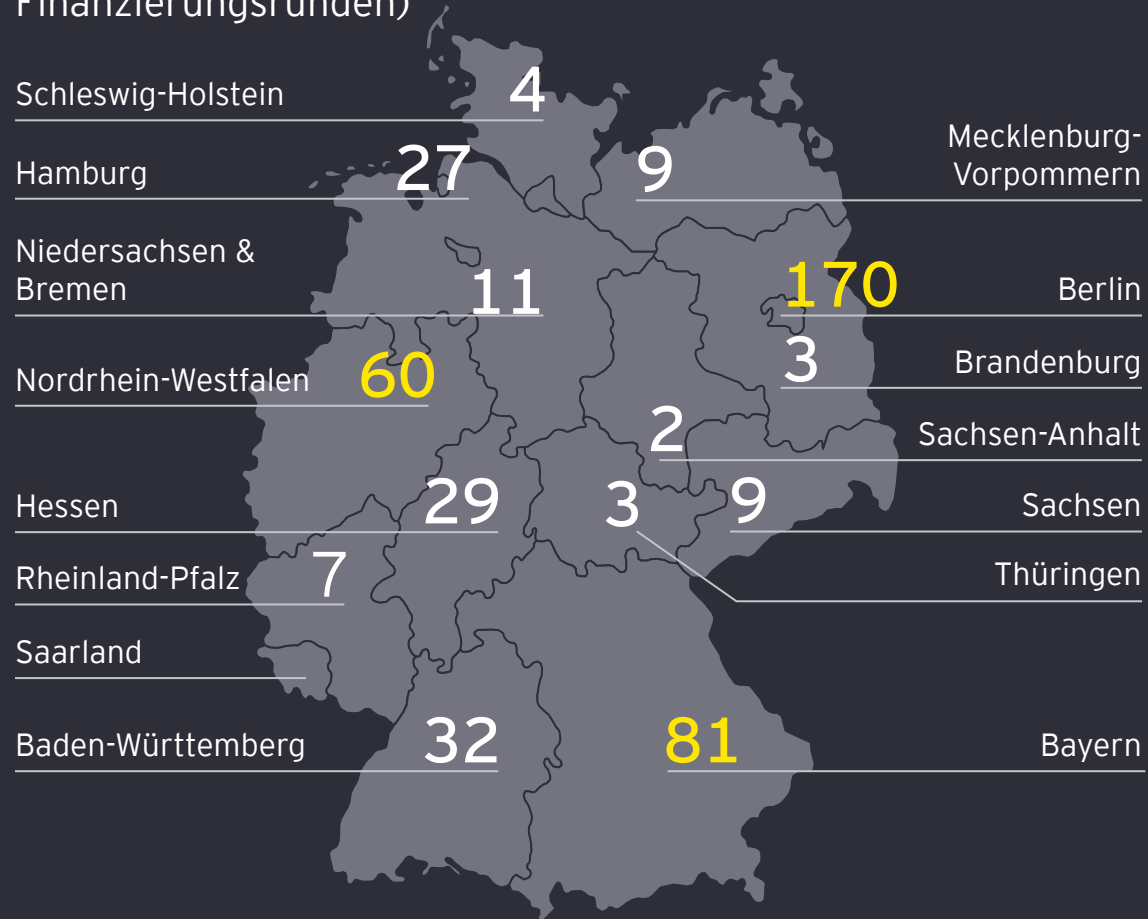 Finanzierungsrunden)
Schleswig-Holstein 4
Hamburg 27
9 Mecklenburg-
Vorpommern
Niedersachsen &
Bremen 11
170 Berlin
3 Brandenburg
Nordrhein-Westfalen 60
2 Sachsen-Anhalt
Hessen 29
9 Sachsen
3 Thüringen
Rheinland-Pfalz 7
Saarland
Baden-Württemberg 32
81 Bayern